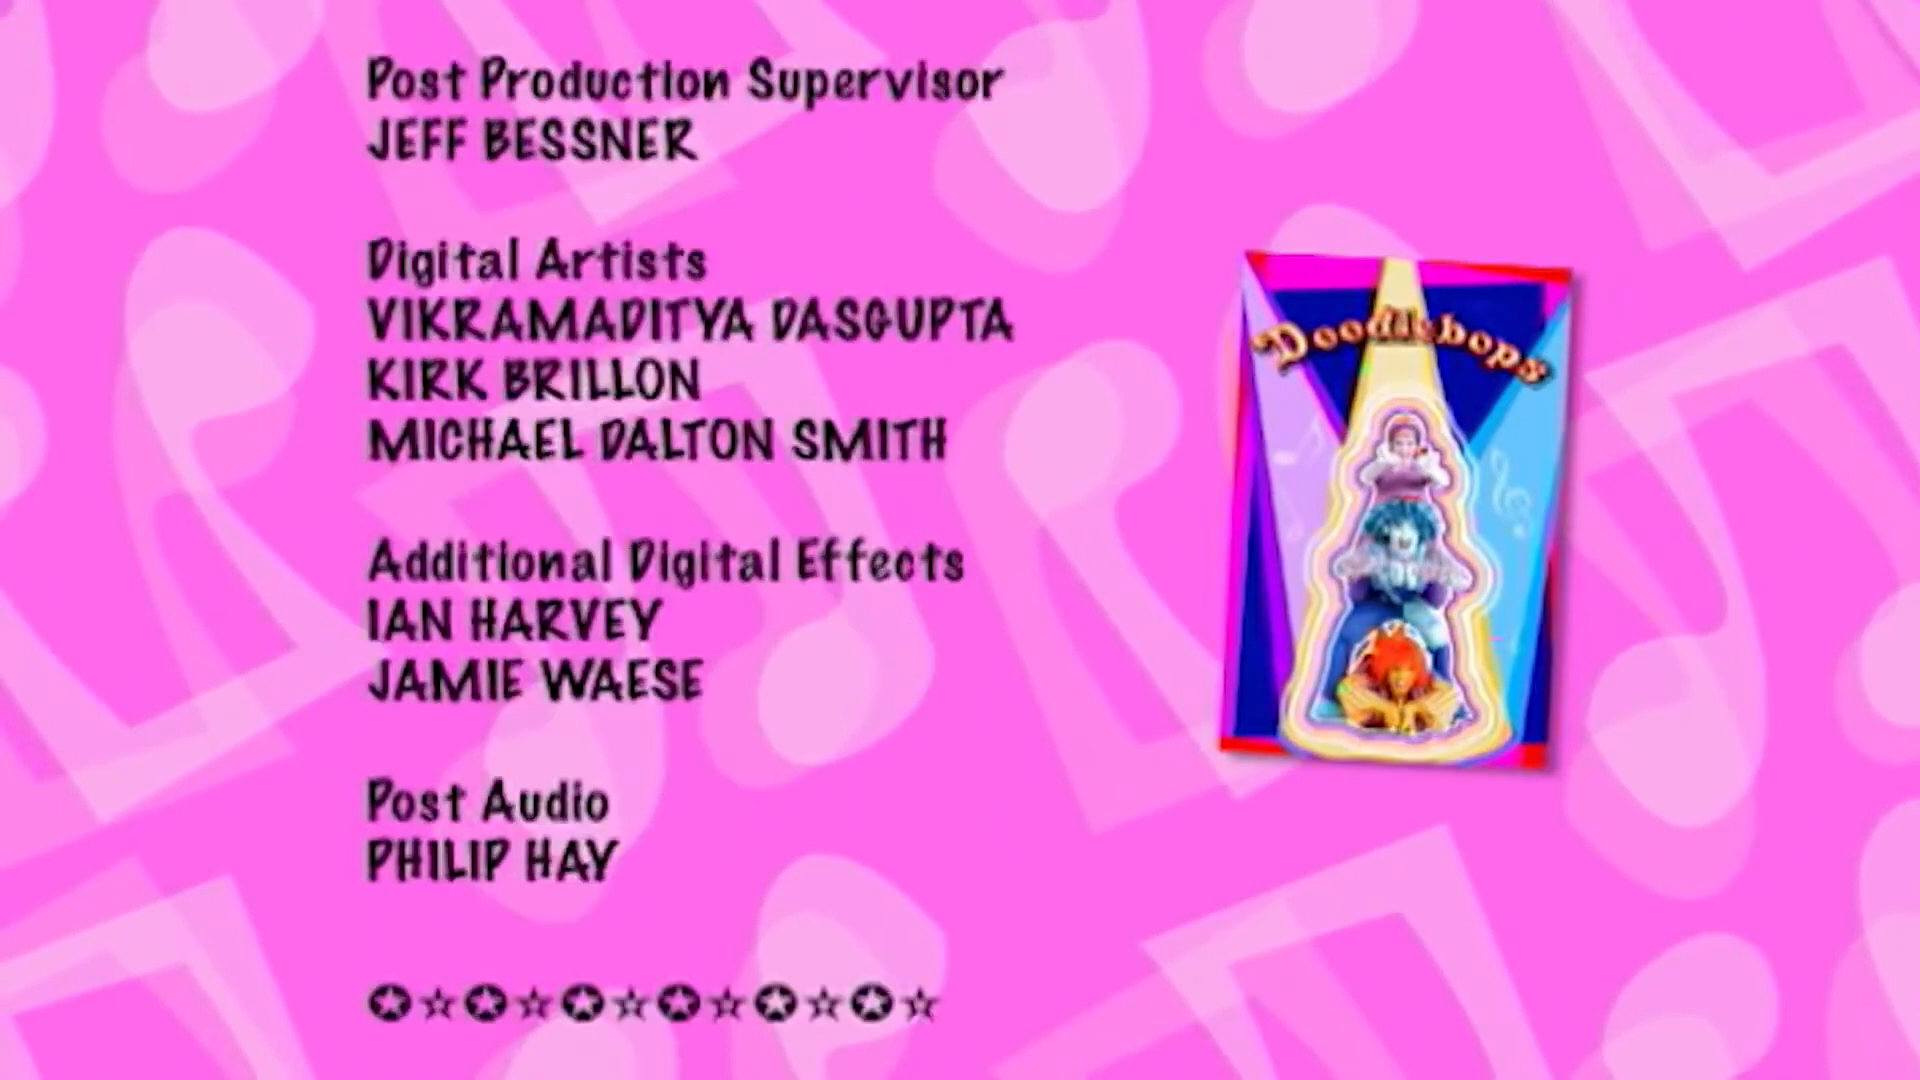 Post Production Supervisor
JEFF BESSNER
Digital Artists
VIKRAMADITYA DASGUPTA
KIRK BRILLON
MICHAEL DALTON SMITH
Additional Digital Effects
IAN HARVEY
JAMIE WAESE
Post Audio
PHILIP HAY
✪☆✪☆✪☆✪☆✪☆✪☆
Doodlebops